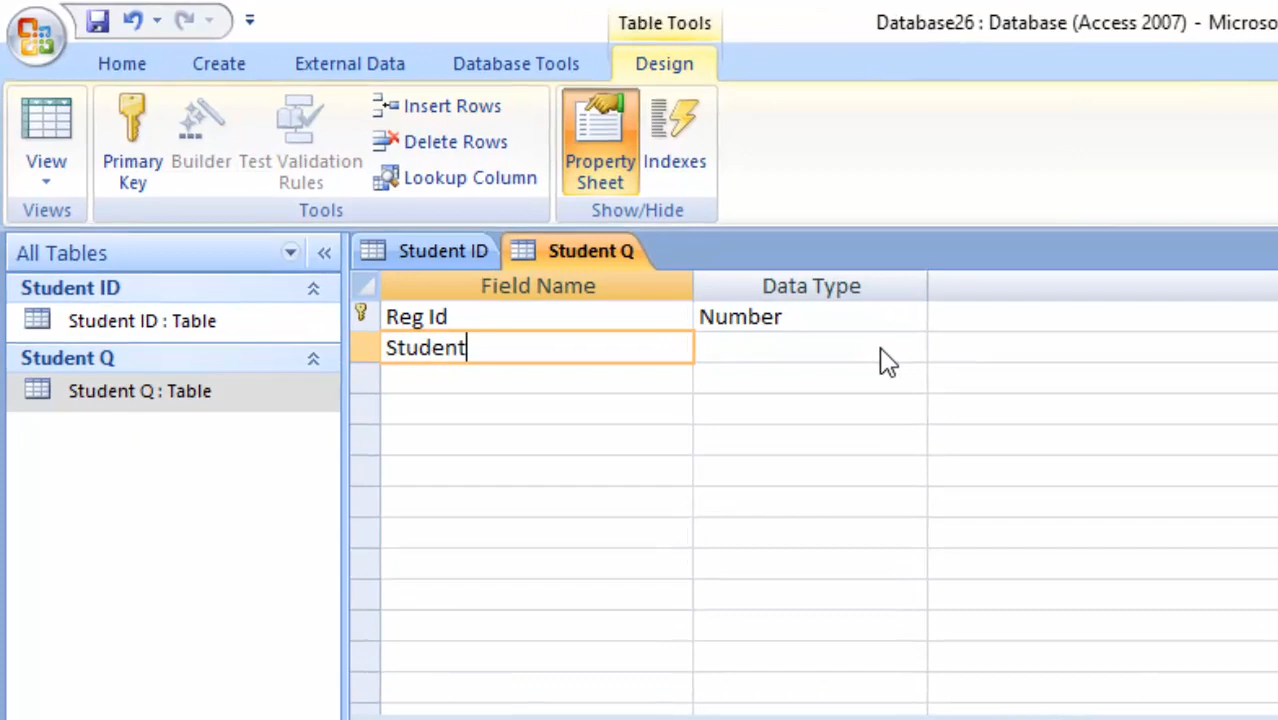 Table Tools
Database26 : Database (Access 2007) - Microso
Home Create External Data Database Tools Design
View
Primary Key
Builder
Test Validation Rules
Insert Rows
Delete Rows
Lookup Column
Property Sheet
Indexes
Views Tools Show/Hide
All Tables
Student ID
Student ID : Table
Student Q
Student Q : Table
Student ID Student Q
Field Name Data Type
Reg Id Number
Student